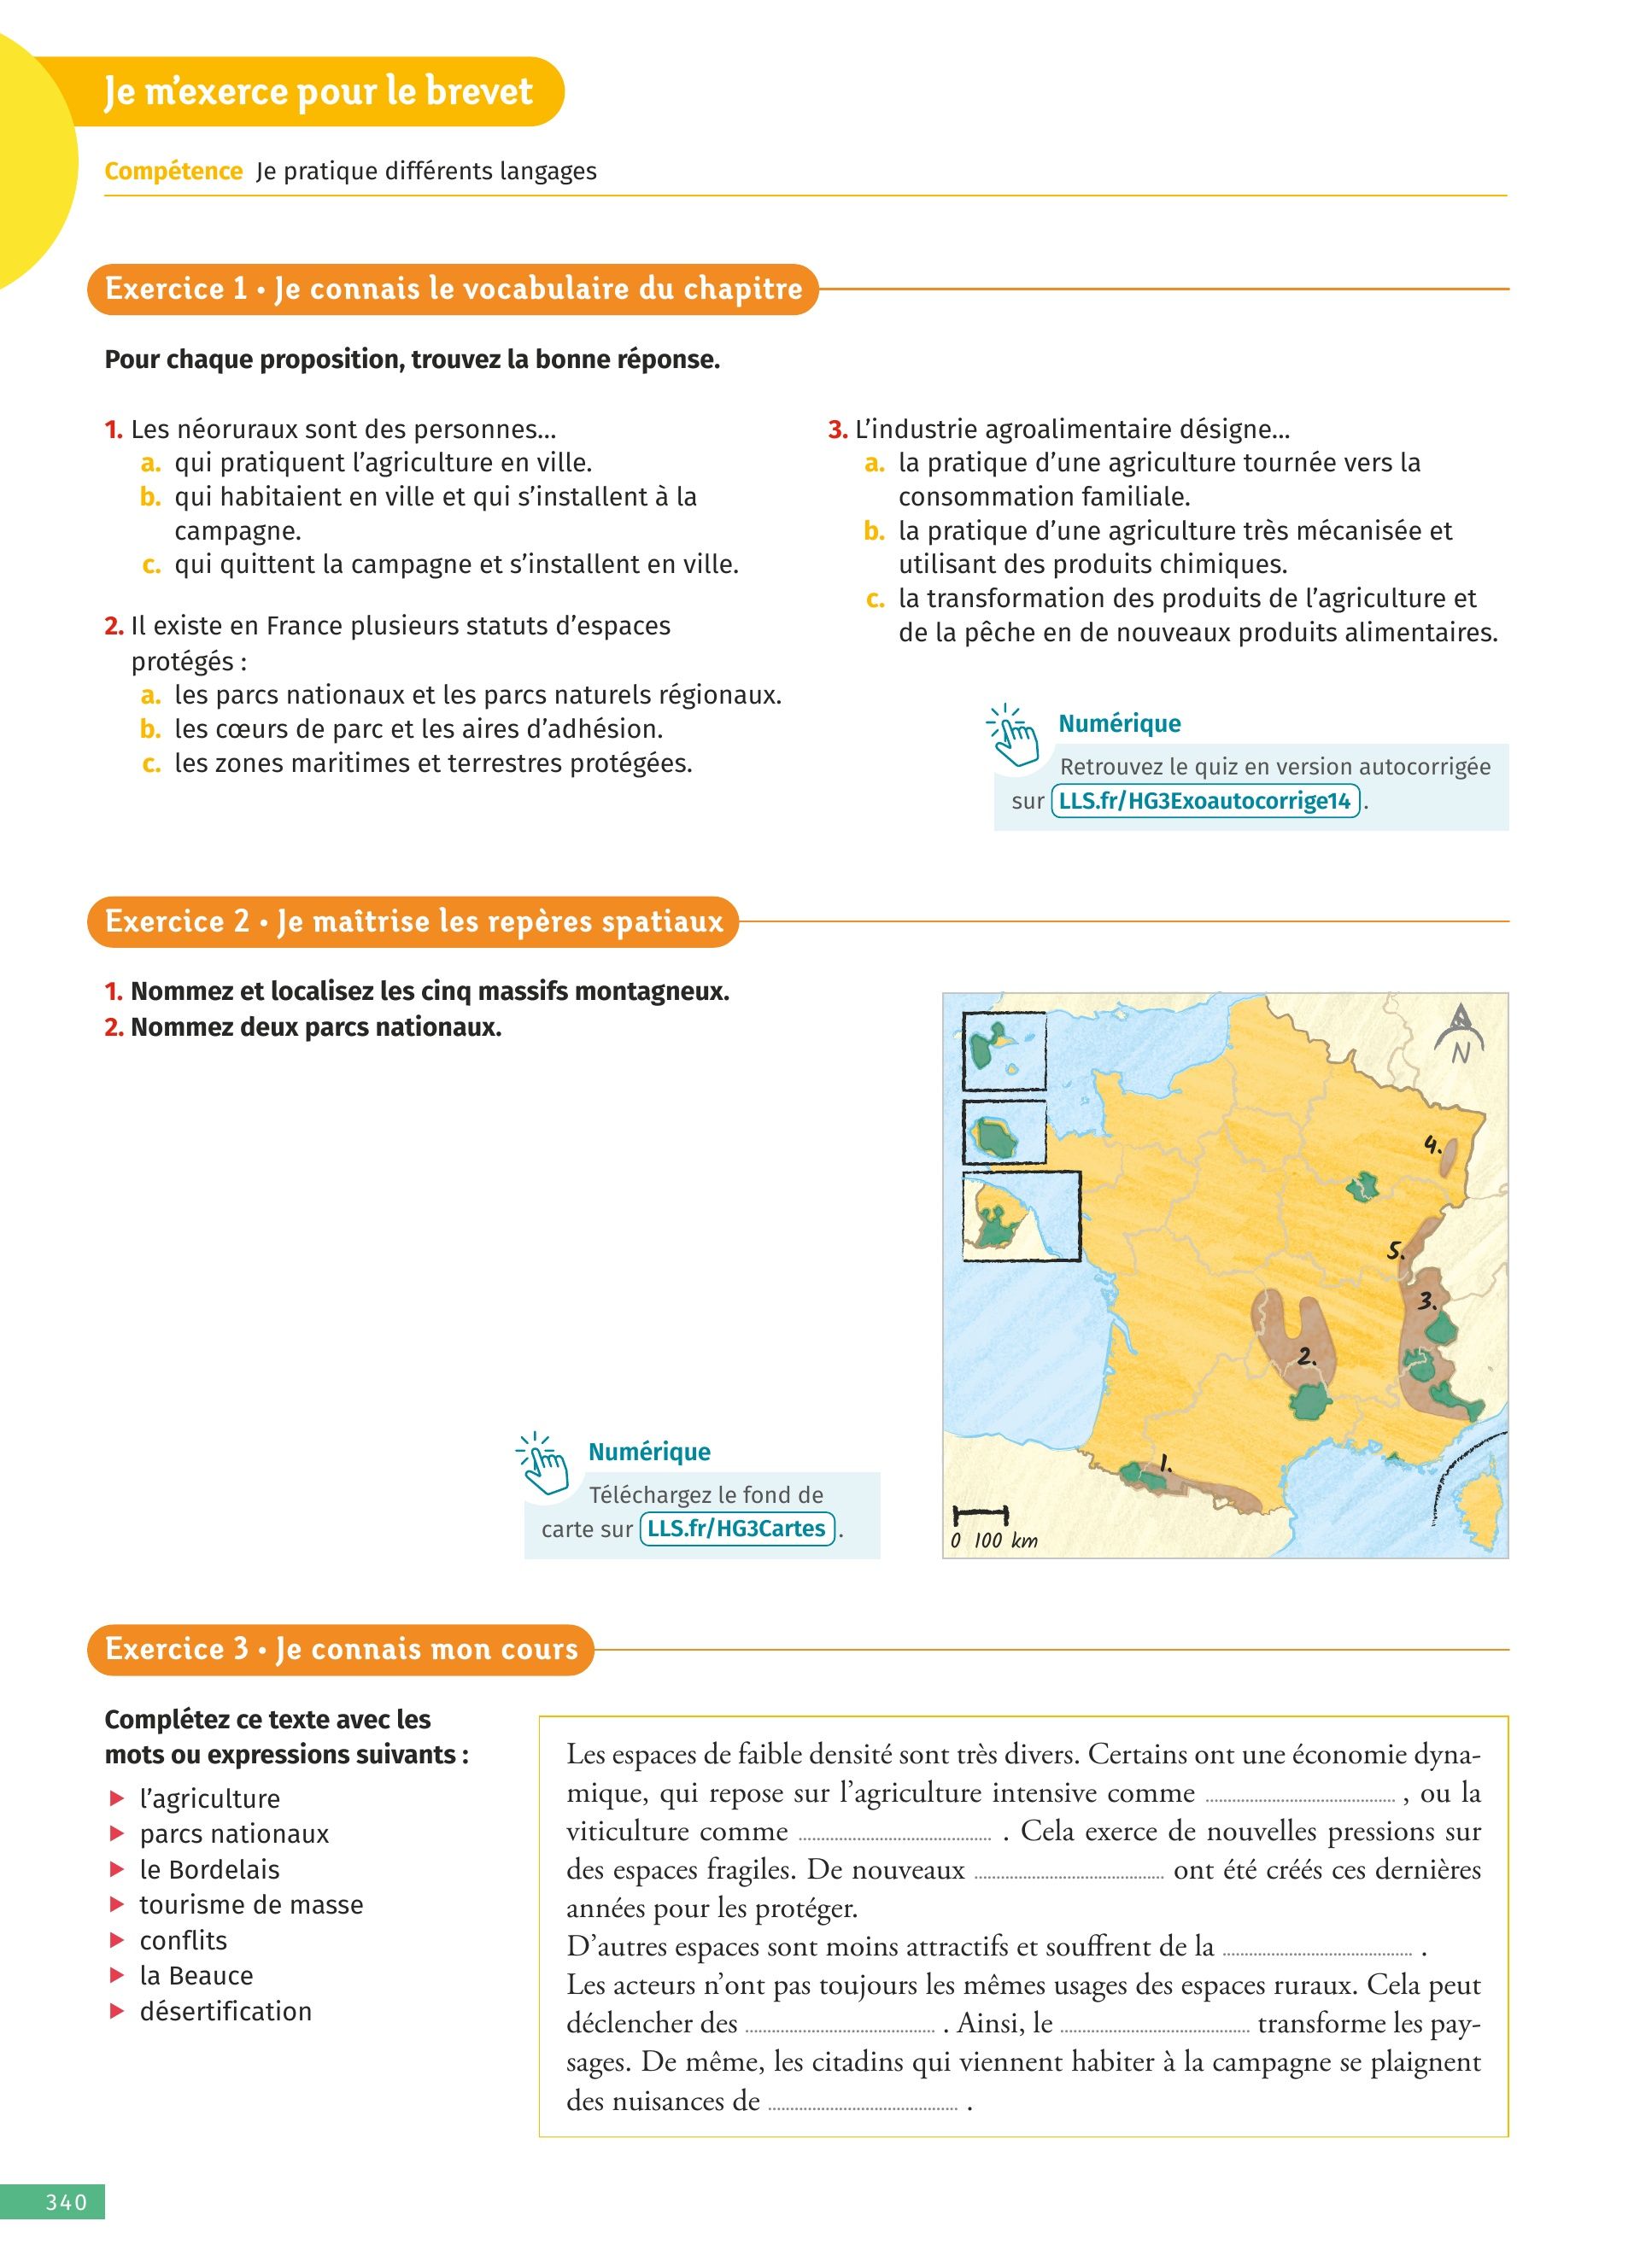 Je m’exerce pour le brevet
Compétence Je pratique différents langages
Exercice 1 • Je connais le vocabulaire du chapitre
Pour chaque proposition, trouvez la bonne réponse.
1. Les néoruraux sont des personnes...
a. qui pratiquent l’agriculture en ville.
b. qui habitaient en ville et qui s’installent à la
campagne.
c. qui quittent la campagne et s’installent en ville.
2. Il existe en France plusieurs statuts d’espaces
protégés :
a. les parcs nationaux et les parcs naturels régionaux.
b. les cœurs de parc et les aires d’adhésion.
c. les zones maritimes et terrestres protégées.
3. L’industrie agroalimentaire désigne...
a. la pratique d’une agriculture tournée vers la
consommation familiale.
b. la pratique d’une agriculture très mécanisée et
utilisant des produits chimiques.
c. la transformation des produits de l’agriculture et
de la pêche en de nouveaux produits alimentaires.
Numérique
Retrouvez le quiz en version autocorrigée
sur LLS.fr/HG3Exoautocorrige14 .
Exercice 2 • Je maîtrise les repères spatiaux
1. Nommez et localisez les cinq massifs montagneux.
2. Nommez deux parcs nationaux.
Numérique
Téléchargez le fond de
carte sur LLS.fr/HG3Cartes .
N
4.
5.
3.
2.
1.
0 100 km
Exercice 3 • Je connais mon cours
Complétez ce texte avec les
mots ou expressions suivants :
l’agriculture
parcs nationaux
le Bordelais
tourisme de masse
conflits
la Beauce
désertification
Les espaces de faible densité sont très divers. Certains ont une économie dyna-
mique, qui repose sur l’agriculture intensive comme .................... , ou la
viticulture comme .................... . Cela exerce de nouvelles pressions sur
des espaces fragiles. De nouveaux .................... ont été créés ces dernières
années pour les protéger.
D’autres espaces sont moins attractifs et souffrent de la .................... .
Les acteurs n’ont pas toujours les mêmes usages des espaces ruraux. Cela peut
déclencher des .................... . Ainsi, le .................... transforme les pay-
sages. De même, les citadins qui viennent habiter à la campagne se plaignent
des nuisances de .................... .
340